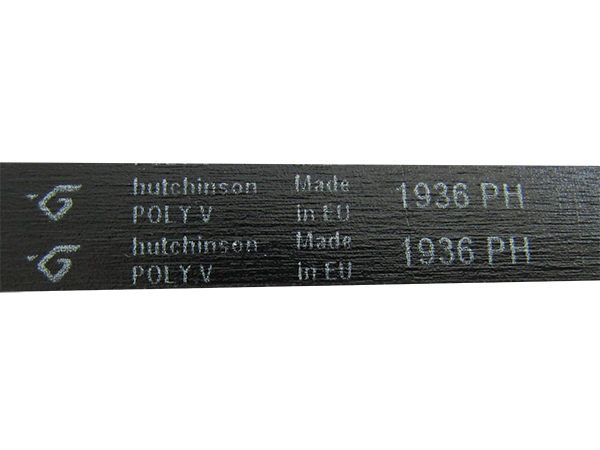 hutchinson Made 1936 PH
POLY V in EU
hutchinson Made 1936 PH
POLY V in EU